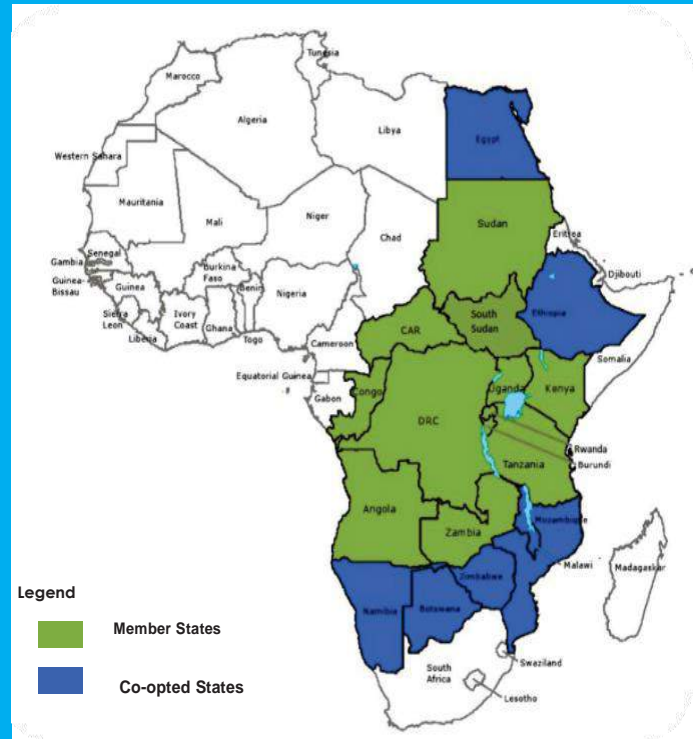 Tunisia
Marocco
Algeria
Libya
Egypt
Western Sahara
Mauritania
Mali
Niger
Chad
Sudan
Eritrea
Senegal
Gambia
Guinea-
Bissau
Guinea
Burkina
Faso
Benin
Nigeria
Djibouti
Sierra
Leon
Liberia
Ivory
Coast
Ghana
Togo
Cameroon
CAR
South
Sudan
Ethiopia
Somalia
Equatorial Guinea
Gabon
Congo
DRC
Uganda
Kenya
Rwanda
Burundi
Tanzania
Angola
Zambia
Mozambique
Malawi
Madagaskar
Zimbabwe
Namibia
Botswana
Swaziland
South
Africa
Lesotho
Legend
Member States
Co-opted States